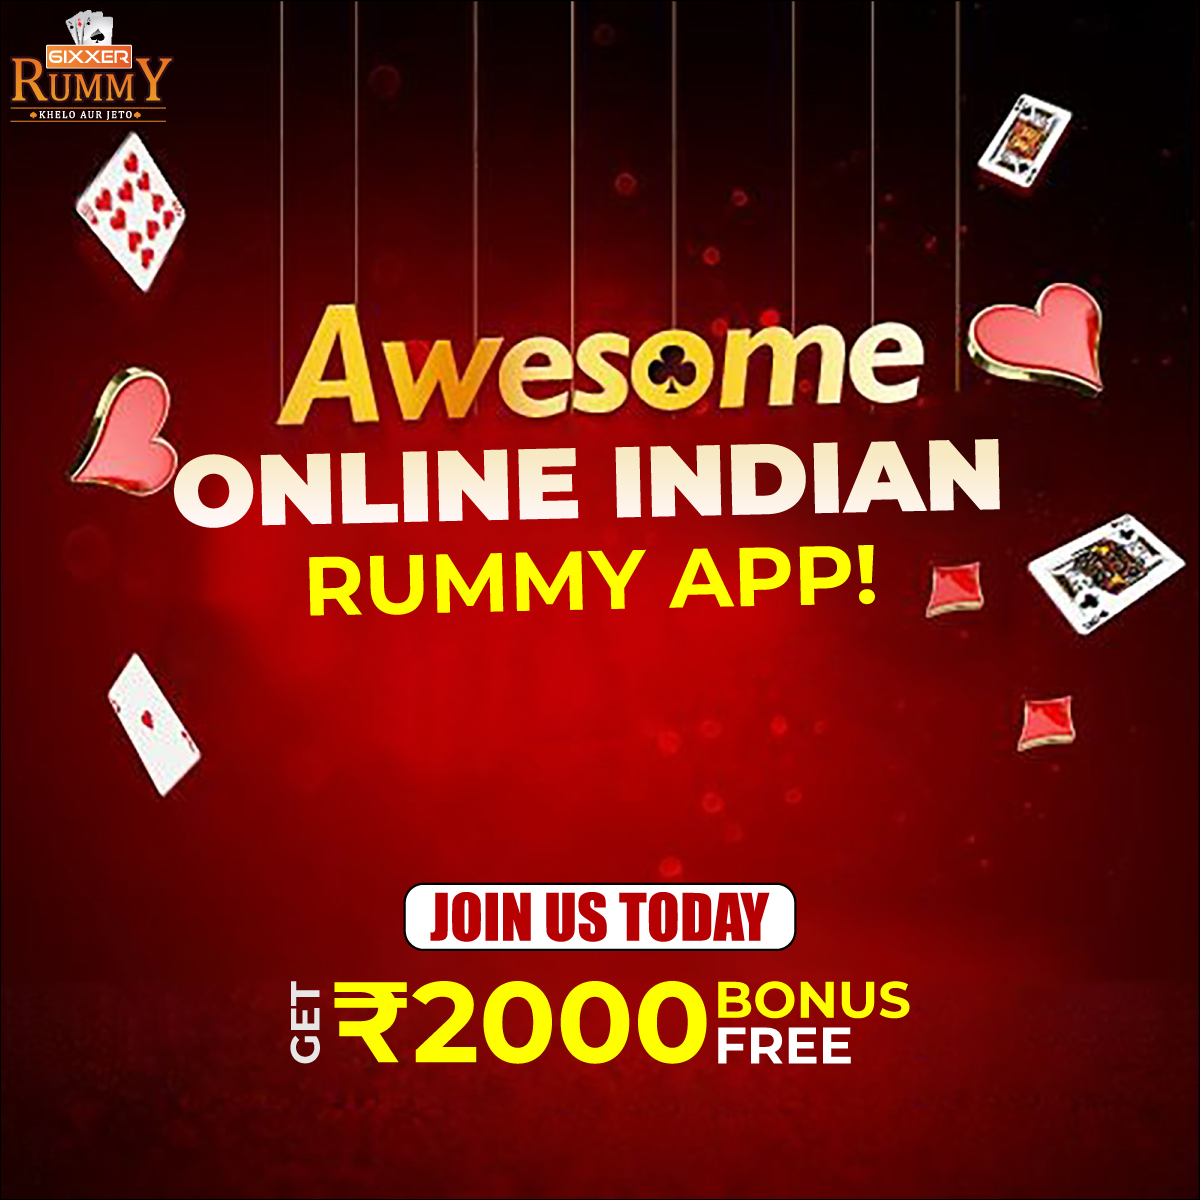 6IXXER
RUMMY
KHELO AUR JETO
Awesome
ONLINE INDIAN
RUMMY APP!
JOIN US TODAY
GET ₹2000 BONUS
FREE